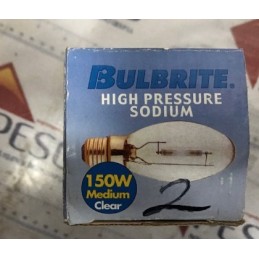 BULBRITE®
HIGH PRESSURE
SODIUM
150W
Medium
Clear
2